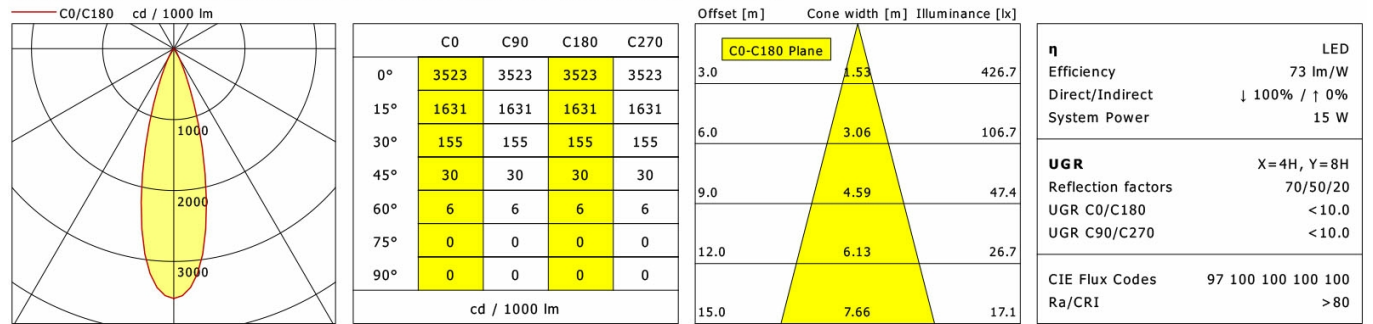 C0/C180 cd / 1000 lm
1000
2000
3000
C0 C90 C180 C270
0° 3523 3523 3523 3523
15° 1631 1631 1631 1631
30° 155 155 155 155
45° 30 30 30 30
60° 6 6 6 6
75° 0 0 0 0
90° 0 0 0 0
cd / 1000 lm
Offset [m] Cone width [m] Illuminance [lx]
C0-C180 Plane
3.0 1.53 426.7
6.0 3.06 106.7
9.0 4.59 47.4
12.0 6.13 26.7
15.0 7.66 17.1
η LED
Efficiency 73 lm/W
Direct/Indirect ↓ 100% / ↑ 0%
System Power 15 W
UGR X=4H, Y=8H
Reflection factors 70/50/20
UGR C0/C180 <10.0
UGR C90/C270 <10.0
CIE Flux Codes 97 100 100 100 100
Ra/CRI >80